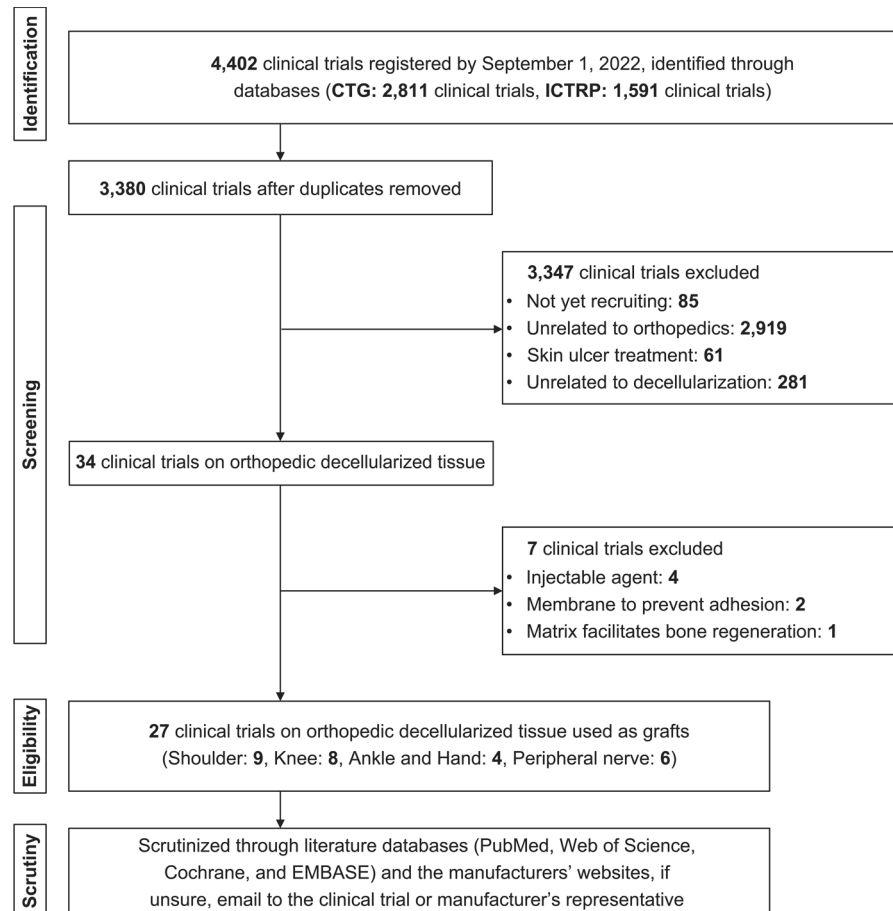 Identification
4,402 clinical trials registered by September 1, 2022, identified through
databases (CTG: 2,811 clinical trials, ICTRP: 1,591 clinical trials)
3,380 clinical trials after duplicates removed
Screening
3,347 clinical trials excluded
• Not yet recruiting: 85
• Unrelated to orthopedics: 2,919
• Skin ulcer treatment: 61
• Unrelated to decellularization: 281
34 clinical trials on orthopedic decellularized tissue
7 clinical trials excluded
• Injectable agent: 4
• Membrane to prevent adhesion: 2
• Matrix facilitates bone regeneration: 1
Eligibility
27 clinical trials on orthopedic decellularized tissue used as grafts
(Shoulder: 9, Knee: 8, Ankle and Hand: 4, Peripheral nerve: 6)
Scrutiny
Scrutinized through literature databases (PubMed, Web of Science,
Cochrane, and EMBASE) and the manufacturers' websites, if
unsure, email to the clinical trial or manufacturer's representative